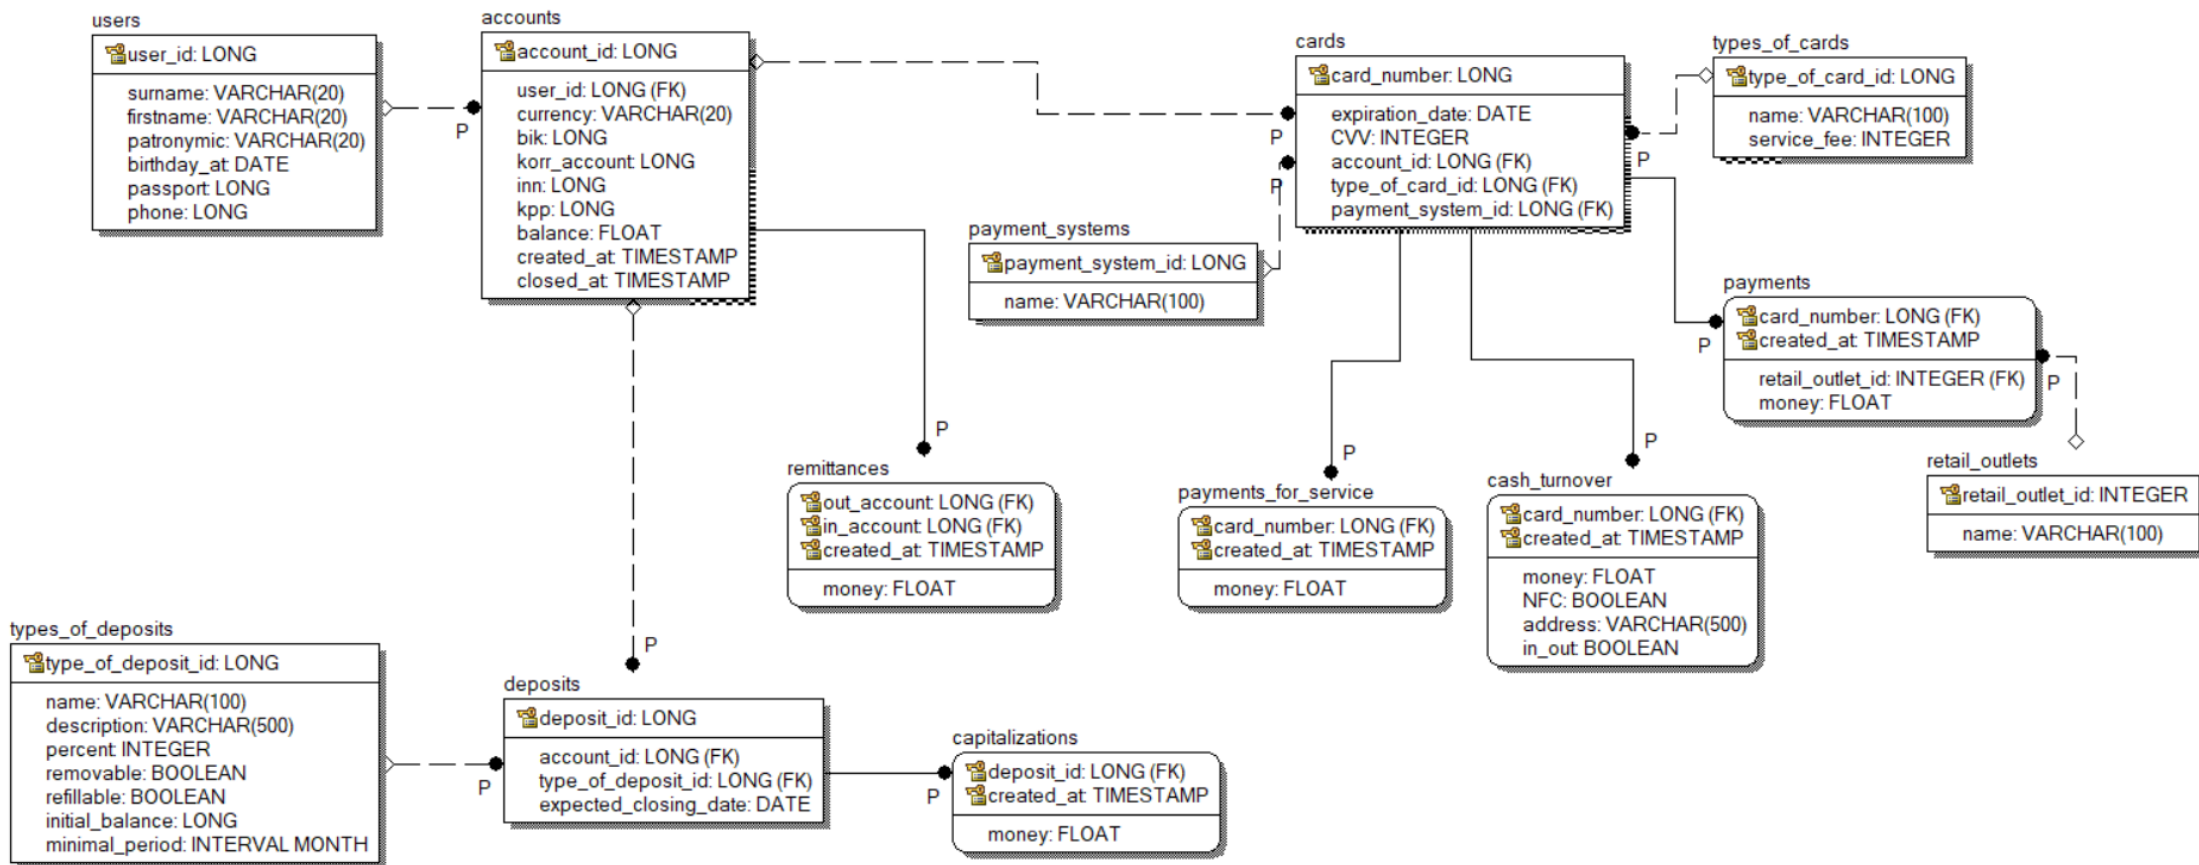 users
user_id: LONG
surname: VARCHAR(20)
firstname: VARCHAR(20)
patronymic: VARCHAR(20)
birthday_at: DATE
passport: LONG
phone: LONG
P
accounts
account_id: LONG
user_id: LONG (FK)
currency: VARCHAR(20)
bik: LONG
korr_account: LONG
inn: LONG
kpp: LONG
balance: FLOAT
created_at: TIMESTAMP
closed_at: TIMESTAMP
P
P
cards
card_number: LONG
expiration_date: DATE
CVV: INTEGER
account_id: LONG (FK)
type_of_card_id: LONG (FK)
payment_system_id: LONG (FK)
P
types_of_cards
type_of_card_id: LONG
name: VARCHAR(100)
service_fee: INTEGER
payment_systems
payment_system_id: LONG
name: VARCHAR(100)
P
payments
card_number: LONG (FK)
created_at: TIMESTAMP
retail_outlet_id: INTEGER (FK)
money: FLOAT
P
retail_outlets
retail_outlet_id: INTEGER
name: VARCHAR(100)
P
remittances
out_account: LONG (FK)
in_account: LONG (FK)
created_at: TIMESTAMP
money: FLOAT
P
payments_for_service
card_number: LONG (FK)
created_at: TIMESTAMP
money: FLOAT
P
cash_turnover
card_number: LONG (FK)
created_at: TIMESTAMP
money: FLOAT
NFC: BOOLEAN
address: VARCHAR(500)
in_out: BOOLEAN
types_of_deposits
type_of_deposit_id: LONG
name: VARCHAR(100)
description: VARCHAR(500)
percent: INTEGER
removable: BOOLEAN
refillable: BOOLEAN
initial_balance: LONG
minimal_period: INTERVAL MONTH
P
P
deposits
deposit_id: LONG
account_id: LONG (FK)
type_of_deposit_id: LONG (FK)
expected_closing_date: DATE
P
capitalizations
deposit_id: LONG (FK)
created_at: TIMESTAMP
money: FLOAT